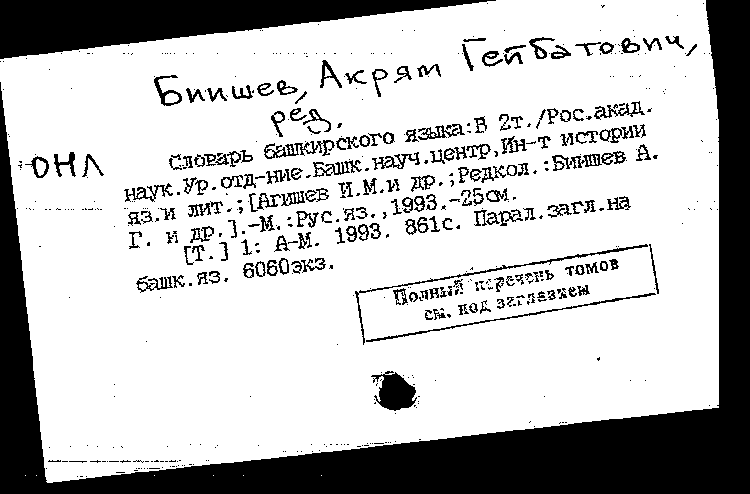 Биишев, Акрям Гейбатович,
ред.
ОНЛ
Словарь башкирского языка:В 2т./Рос.акад.
наук.Ур.отд-ние.Башк.науч.центр,Ин-т истории
яз.и лит.;[Агишев И.М.и др.;Редкол.:Биишев А.
Г. и др.].-М.:Рус.яз.,1993.-25см.
[Т.] 1: А-М. 1993. 861с. Парал.загл.на
башк.яз. 6060экз.
Полный перечень томов
см. под заглавием